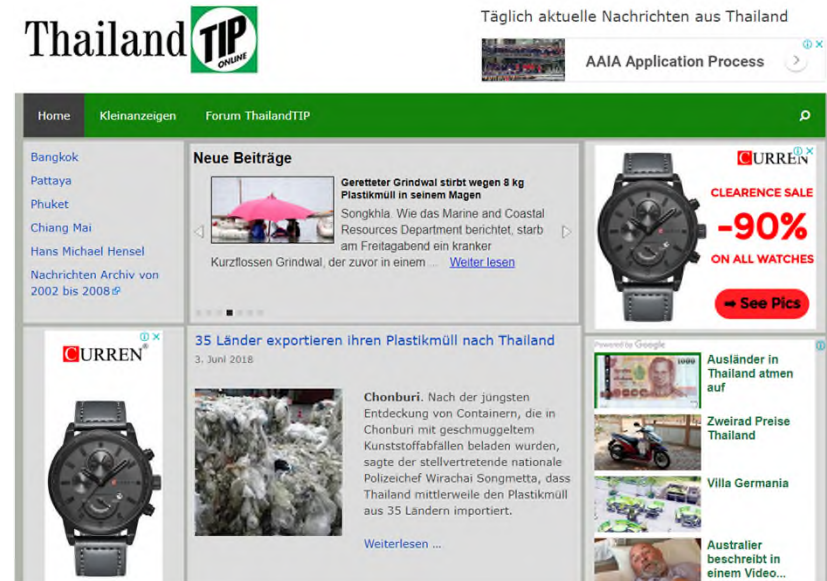 Thailand TIP
ONLINE
Täglich aktuelle Nachrichten aus Thailand
AAIA Application Process
Home
Kleinanzeigen
Forum ThailandTIP
Bangkok
Pattaya
Phuket
Chiang Mai
Hans Michael Hensel
Nachrichten Archiv von
2002 bis 2008
Neue Beiträge
Geretteter Grindwal stirbt wegen 8 kg
Plastikmüll in seinem Magen
Songkhla. Wie das Marine and Coastal
Resources Department berichtet, starb
am Freitagabend ein kranker
Kurzflossen Grindwal, der zuvor in einem ... Weiter lesen
CURREN
CLEARENCE SALE
-90%
ON ALL WATCHES
➡ See Pics
CURREN®
35 Länder exportieren ihren Plastikmüll nach Thailand
3. Juni 2018
Chonburi. Nach der jüngsten
Entdeckung von Containern, die in
Chonburi mit geschmuggeltem
Kunststoffabfällen beladen wurden,
sagte der stellvertretende nationale
Polizeichef Wirachai Songmetta, dass
Thailand mittlerweile den Plastikmüll
aus 35 Ländern importiert.
Weiterlesen ...
Powered by Google
1000
Ausländer in
Thailand atmen
auf
Zweirad Preise
Thailand
Villa Germania
Australier
beschreibt in
einem Video...